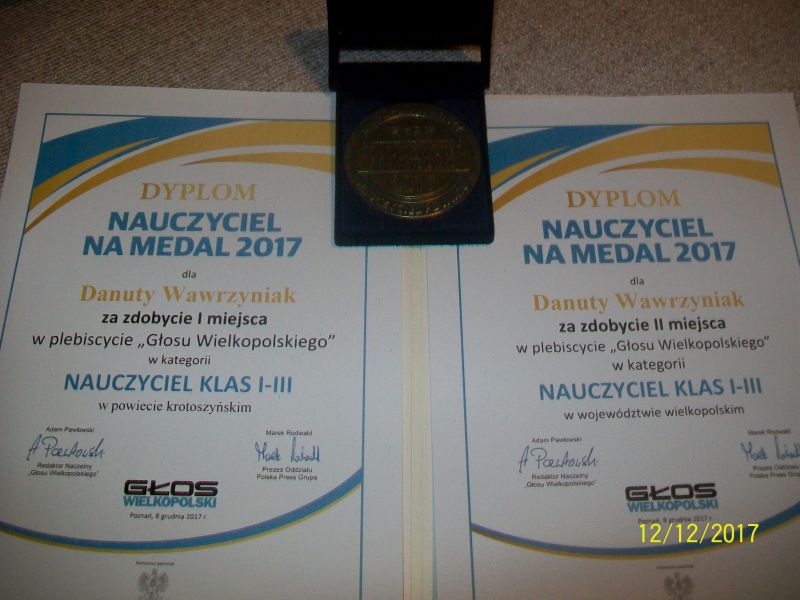 DYPLOM
NAUCZYCIEL
NA MEDAL 2017
dla
Danuty Wawrzyniak
za zdobycie I miejsca
w plebiscycie „Głosu Wielkopolskiego"
w kategorii
NAUCZYCIEL KLAS I-III
w powiecie krotoszyńskim
Adam Pawłowski
Redaktor Naczelny
„Głosu Wielkopolskiego"
Marek Rodwald
Prezes Oddziału
Polska Press Grupa
GŁOS
WIELKOPOLSKI
Poznań, 8 grudnia 2017 r.
DYPLOM
NAUCZYCIEL
NA MEDAL 2017
dla
Danuty Wawrzyniak
za zdobycie II miejsca
w plebiscycie „Głosu Wielkopolskiego"
w kategorii
NAUCZYCIEL KLAS I-III
w województwie wielkopolskim
Adam Pawłowski
Redaktor Naczelny
„Głosu Wielkopolskiego"
Marek Rodwald
Prezes Oddziału
Polska Press Grupa
GŁOS
WIELKOPOLSKI
Poznań, 8 grudnia 2017 r.
12/12/2017